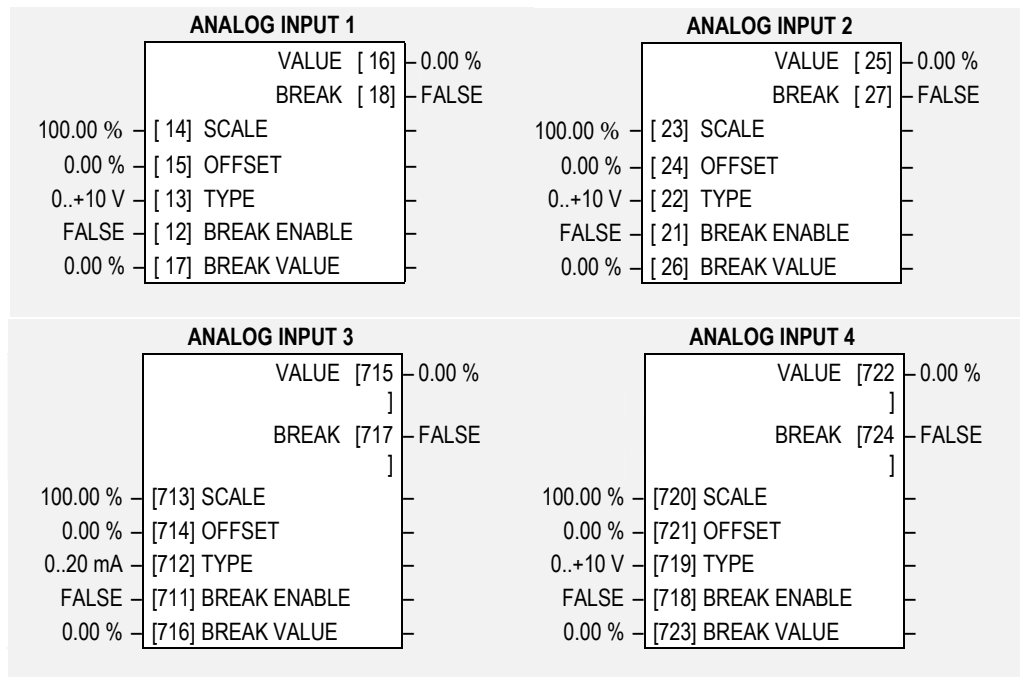 ANALOG INPUT 1
VALUE [ 16] 0.00 %
BREAK [ 18] FALSE
100.00 % [ 14] SCALE
0.00 % [ 15] OFFSET
0..+10 V [ 13] TYPE
FALSE [ 12] BREAK ENABLE
0.00 % [ 17] BREAK VALUE
ANALOG INPUT 2
VALUE [ 25] 0.00 %
BREAK [ 27] FALSE
100.00 % [ 23] SCALE
0.00 % [ 24] OFFSET
0..+10 V [ 22] TYPE
FALSE [ 21] BREAK ENABLE
0.00 % [ 26] BREAK VALUE
ANALOG INPUT 3
VALUE [715 0.00 %
]
BREAK [717 FALSE
]
100.00 % [713] SCALE
0.00 % [714] OFFSET
0..20 mA [712] TYPE
FALSE [711] BREAK ENABLE
0.00 % [716] BREAK VALUE
ANALOG INPUT 4
VALUE [722 0.00 %
]
BREAK [724 FALSE
]
100.00 % [720] SCALE
0.00 % [721] OFFSET
0..+10 V [719] TYPE
FALSE [718] BREAK ENABLE
0.00 % [723] BREAK VALUE